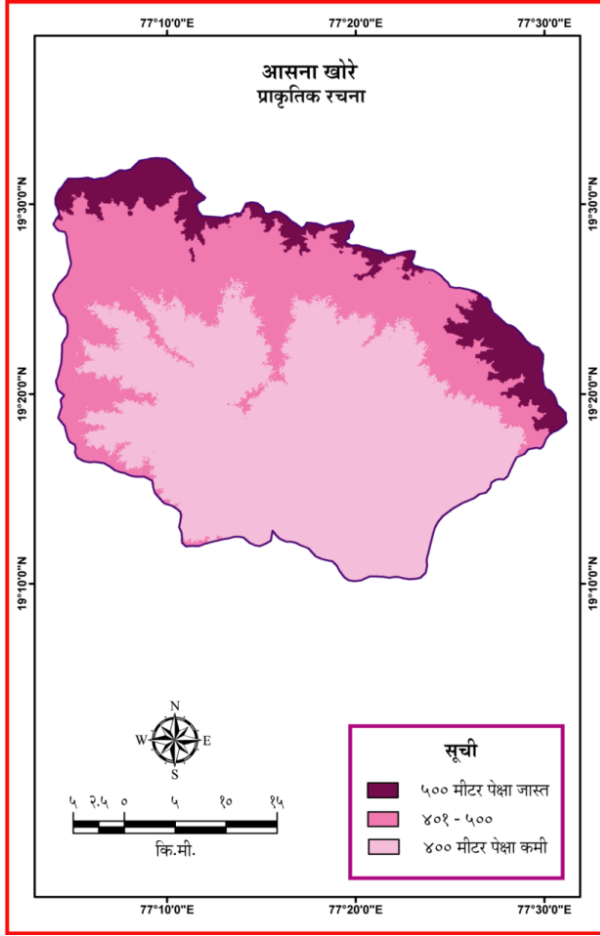 77°10'0"E 77°20'0"E 77°30'0"E
आसना खोरे
प्राकृतिक रचना
19°30'0"N 19°30'0"N
19°20'0"N 19°20'0"N
19°10'0"N 19°10'0"N
N
W E
S
५ २.५ ० ५ १० १५
कि.मी.
सूची
५०० मीटर पेक्षा जास्त
४०१ - ५००
४०० मीटर पेक्षा कमी
77°10'0"E 77°20'0"E 77°30'0"E